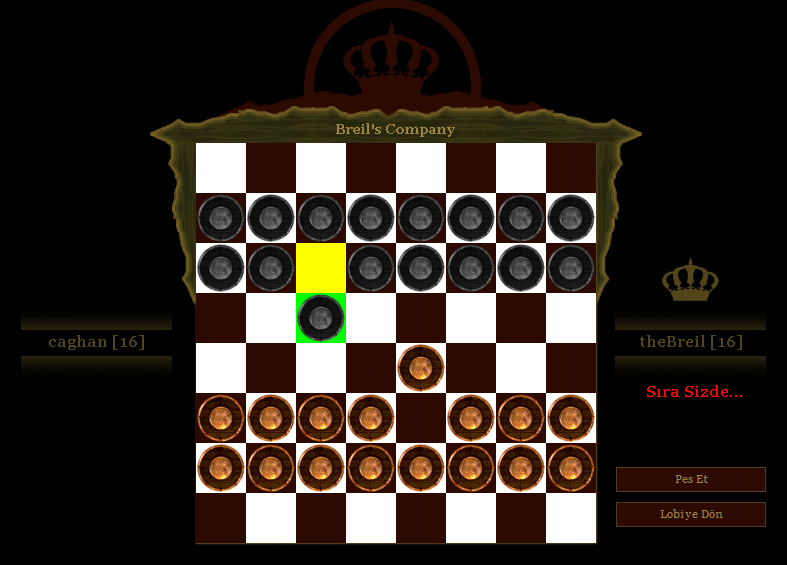 Breil's Company
caghan [16]
theBreil [16]
Sıra Sizde...
Pes Et
Lobiye Dön